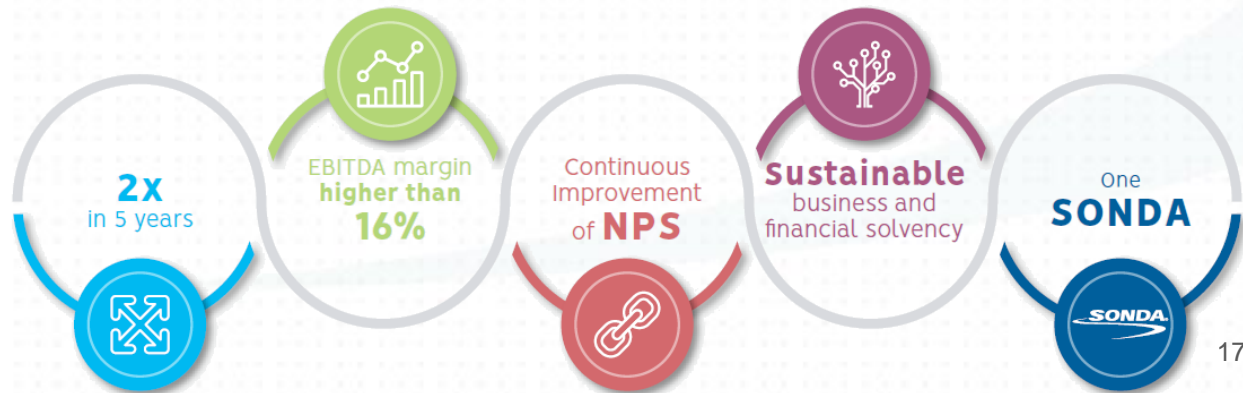 2x
in 5 years
EBITDA margin
higher than
16%
Continuous
Improvement
of NPS
Sustainable
business and
financial solvency
One
SONDA
SONDA
17